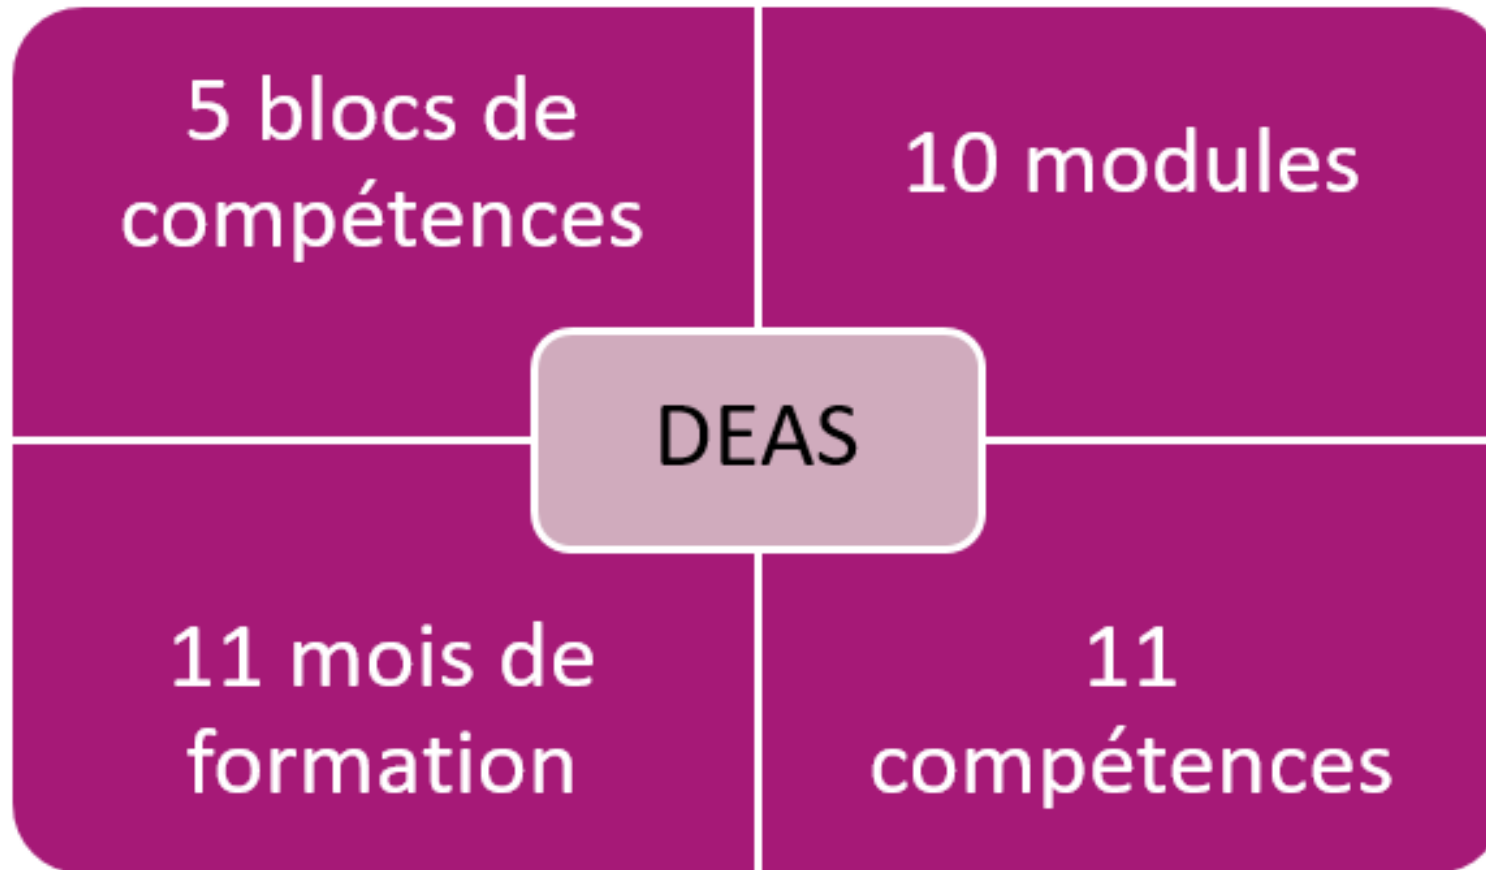 5 blocs de
compétences
10 modules
DEAS
11 mois de
formation
11
compétences